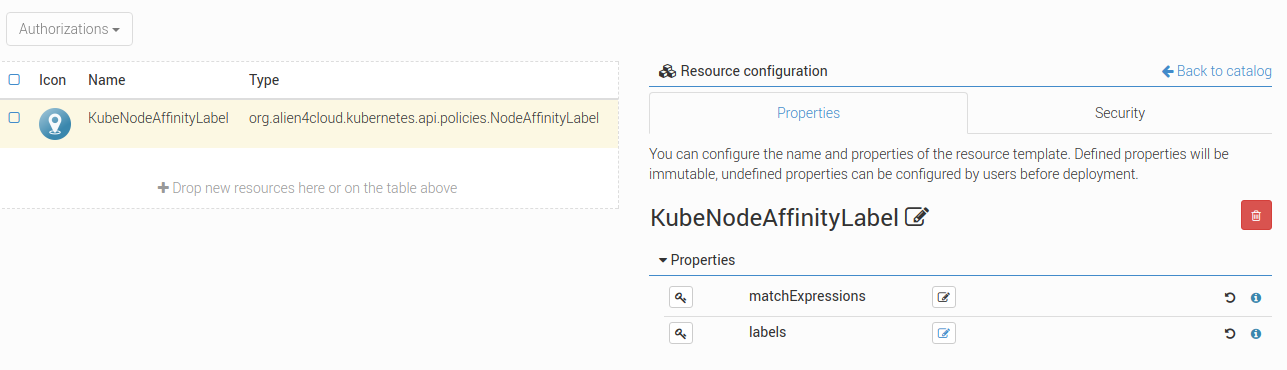 Authorizations
Icon Name Type
KubeNodeAffinityLabel org.alien4cloud.kubernetes.api.policies.NodeAffinityLabel
Drop new resources here or on the table above
Resource configuration Back to catalog
Properties Security
You can configure the name and properties of the resource template. Defined properties will be
immutable, undefined properties can be configured by users before deployment.
KubeNodeAffinityLabel
Properties
matchExpressions
labels